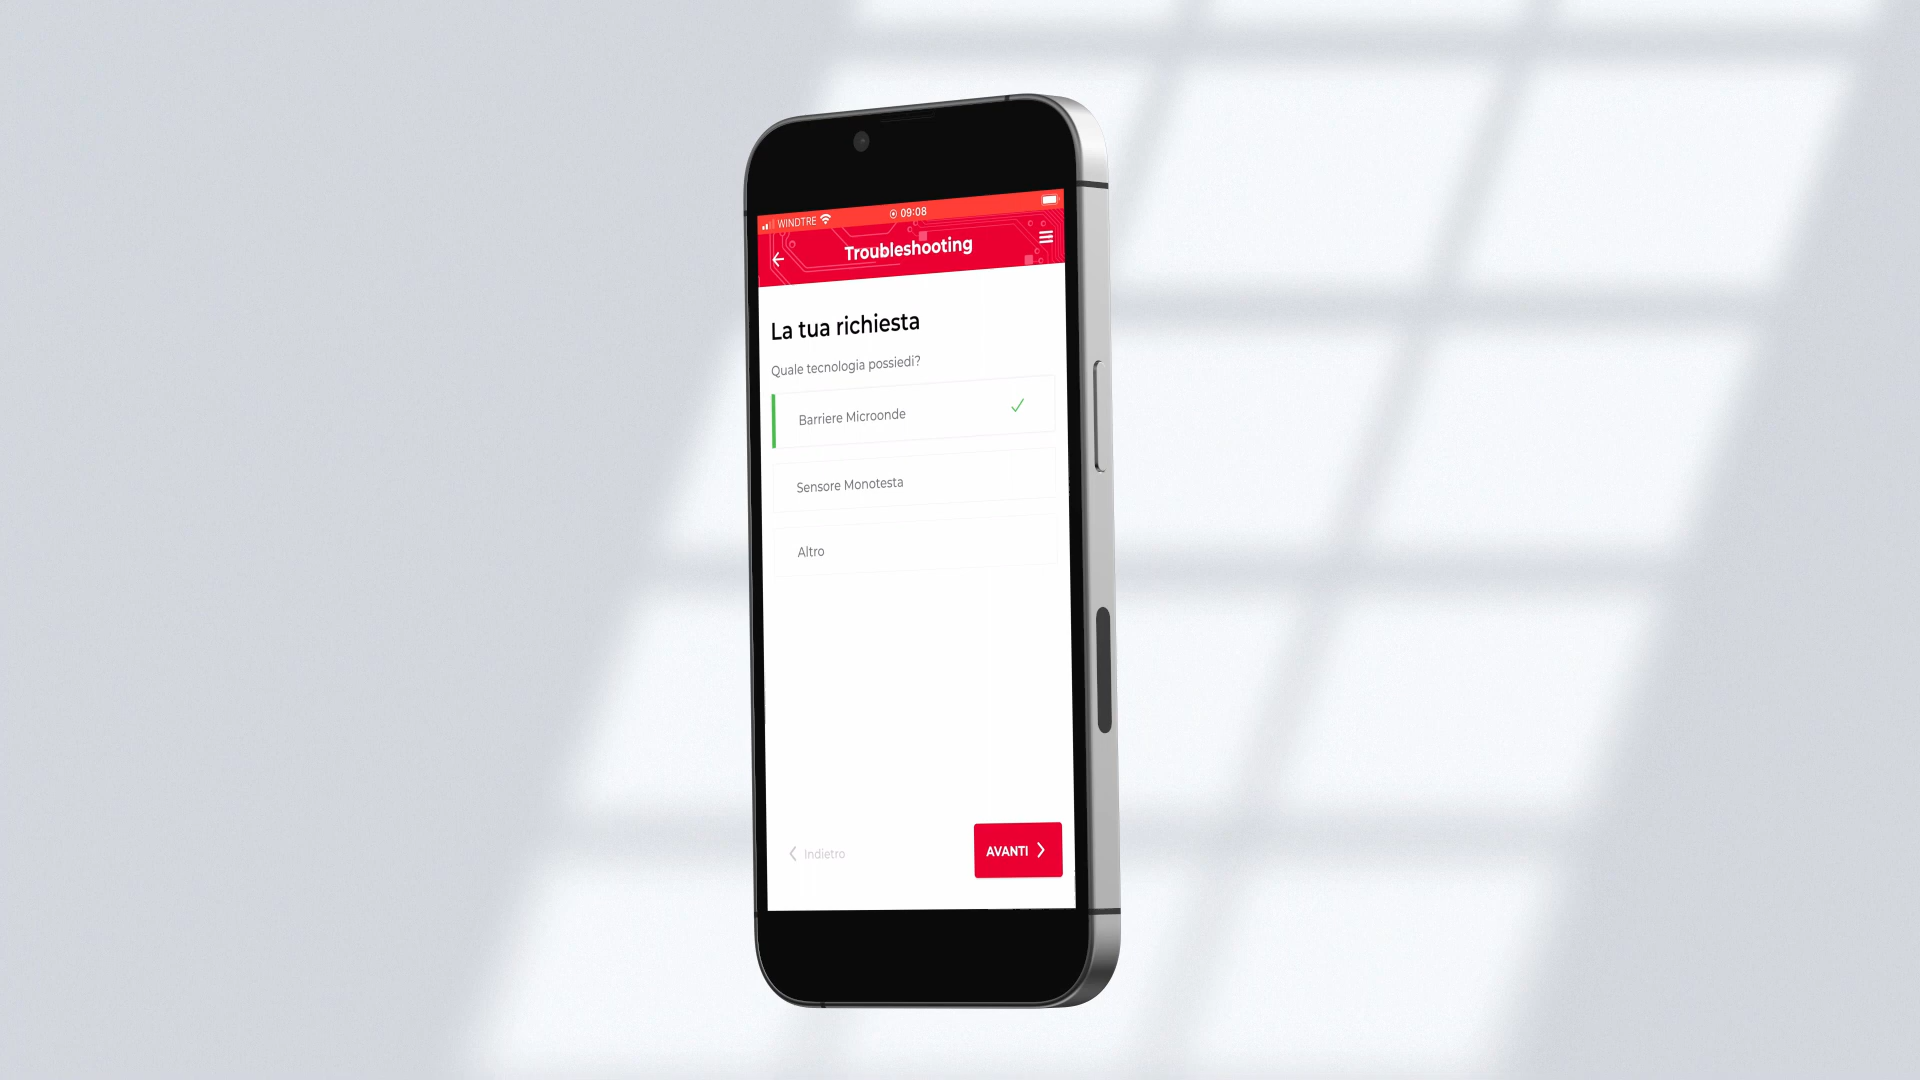 WINDTRE
09:08
Troubleshooting
La tua richiesta
Quale tecnologia possiedi?
Barriere Microonde
Sensore Monotesta
Altro
Indietro
AVANTI